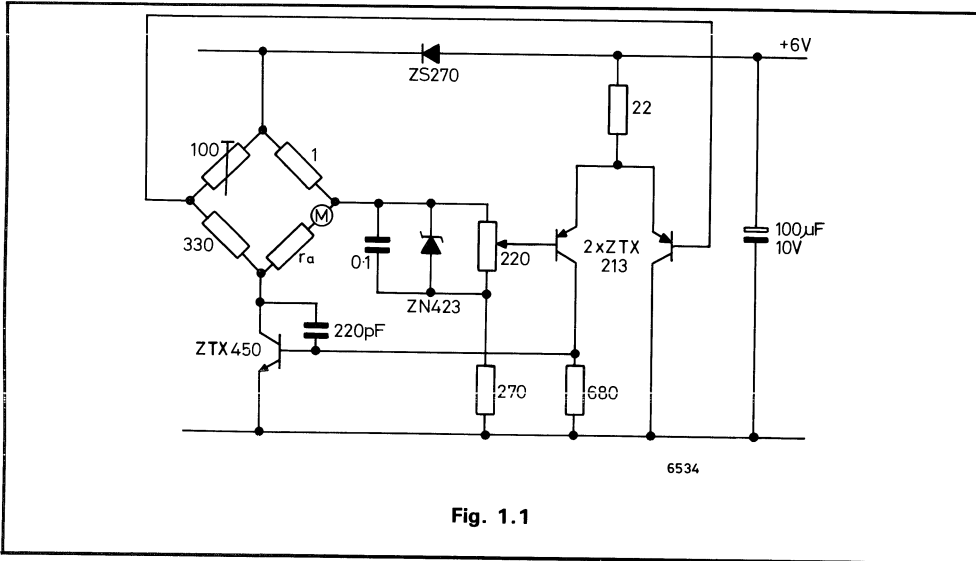 +6V
ZS270
22
100
1
330
M
ra
0·1
ZN423
220
2xZTX
213
100µF
10V
220pF
ZTX450
270
680
6534
Fig. 1.1